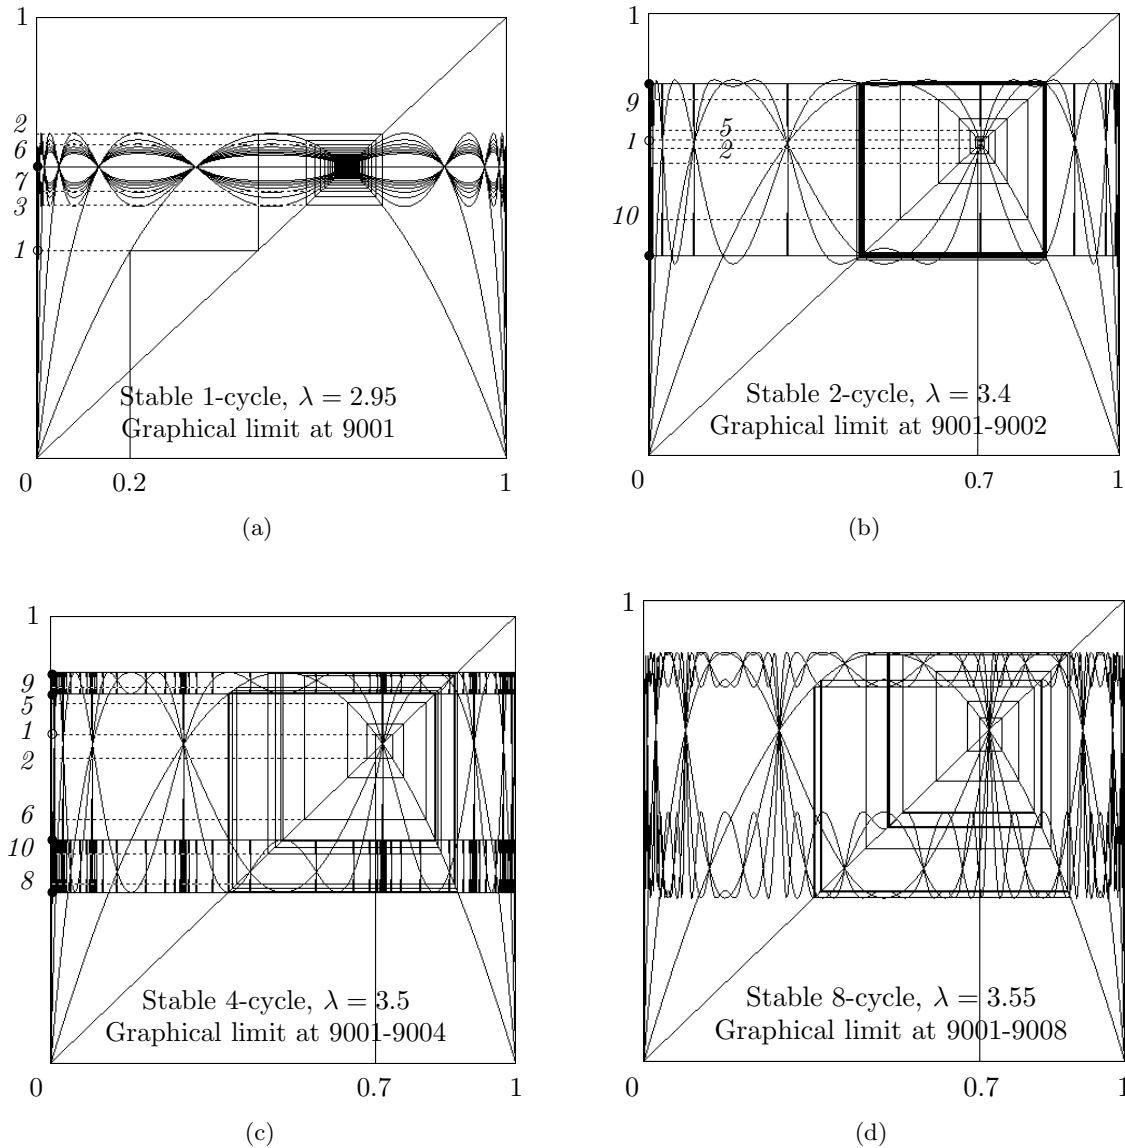 1
2
6
7
3
1
Stable 1-cycle, λ = 2.95
Graphical limit at 9001
0 0.2 1
(a)
1
9
5
1
2
10
Stable 2-cycle, λ = 3.4
Graphical limit at 9001-9002
0 0.7 1
(b)
1
9
5
1
2
6
10
8
Stable 4-cycle, λ = 3.5
Graphical limit at 9001-9004
0 0.7 1
(c)
1
Stable 8-cycle, λ = 3.55
Graphical limit at 9001-9008
0 0.7 1
(d)